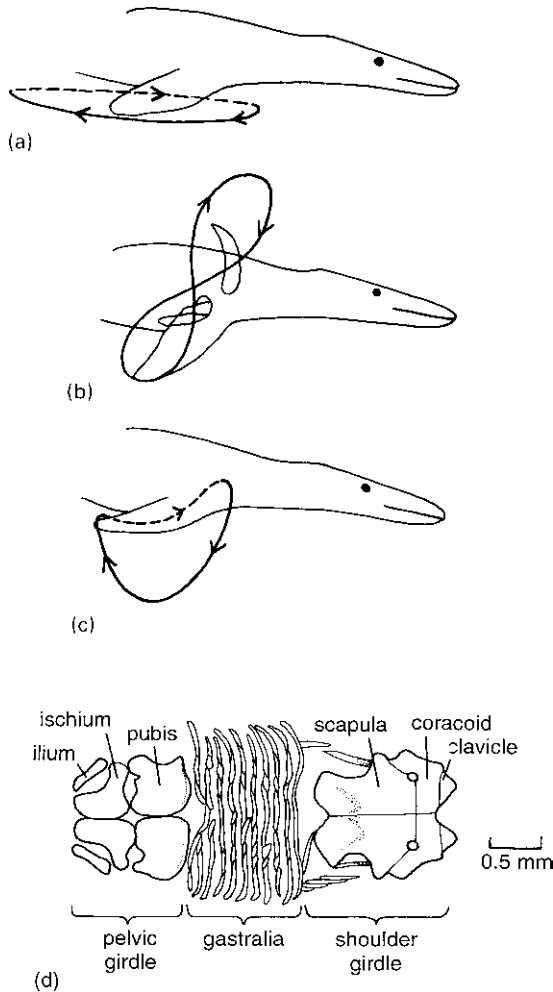 (a)
(b)
(c)
ischium
ilium
pubis
scapula
coracoid
clavicle
0.5 mm
pelvic
girdle
gastralia
shoulder
girdle
(d)